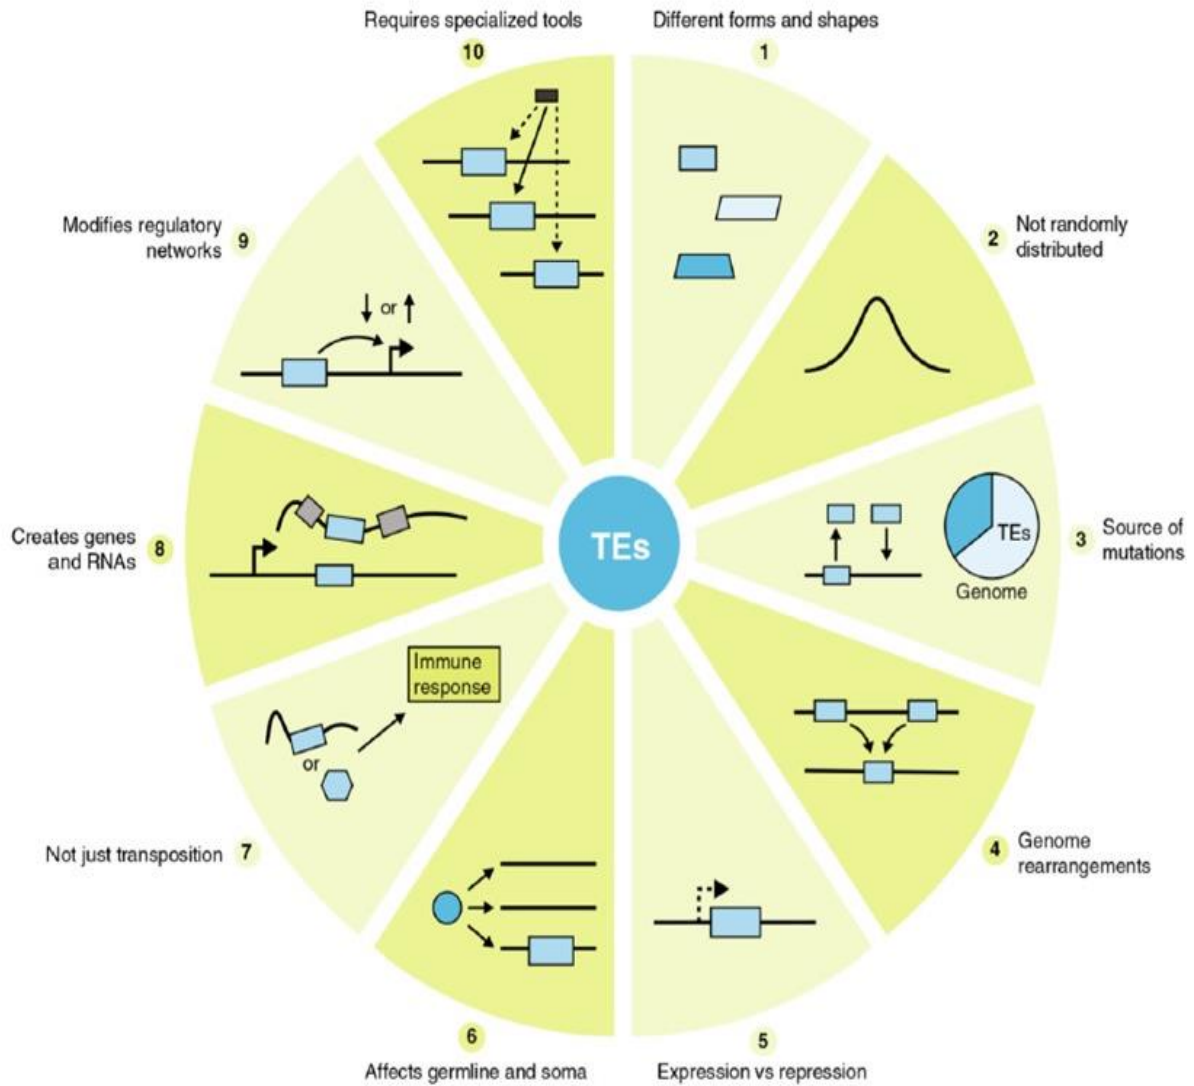 Requires specialized tools
10
Different forms and shapes
1
Not randomly
distributed
2
Source of
mutations
3
TEs
Genome
Genome
rearrangements
4
5
Expression vs repression
6
Affects germline and soma
Not just transposition
7
Immune
response
or
Creates genes
and RNAs
8
Modifies regulatory
networks
9
or
TEs